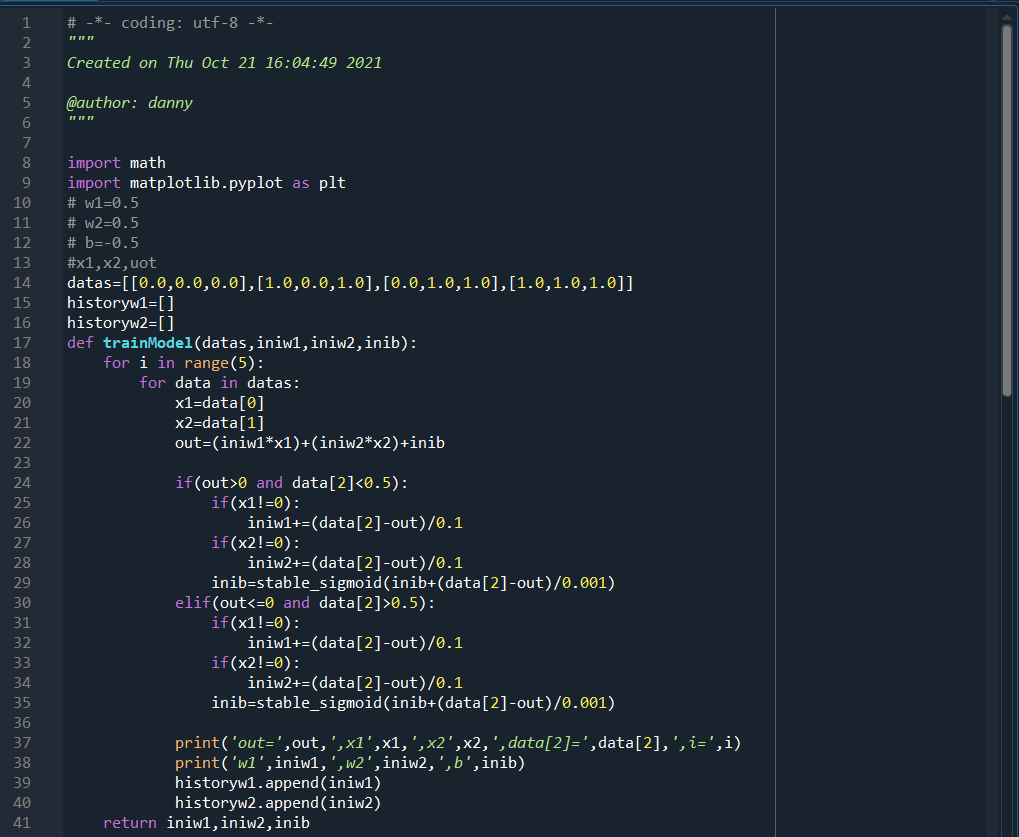 1 # -*- coding: utf-8 -*-
2 """
3 Created on Thu Oct 21 16:04:49 2021
4
5 @author: danny
6 """
7
8 import math
9 import matplotlib.pyplot as plt
10 # w1=0.5
11 # w2=0.5
12 # b=-0.5
13 #x1,x2,uot
14 datas=[[0.0,0.0,0.0],[1.0,0.0,1.0],[0.0,1.0,1.0],[1.0,1.0,1.0]]
15 historyw1=[]
16 historyw2=[]
17 def trainModel(datas,iniw1,iniw2,inib):
18     for i in range(5):
19         for data in datas:
20             x1=data[0]
21             x2=data[1]
22             out=(iniw1*x1)+(iniw2*x2)+inib
23
24             if(out>0 and data[2]<0.5):
25                 if(x1!=0):
26                     iniw1+=(data[2]-out)/0.1
27                 if(x2!=0):
28                     iniw2+=(data[2]-out)/0.1
29                 inib=stable_sigmoid(inib+(data[2]-out)/0.001)
30             elif(out<=0 and data[2]>0.5):
31                 if(x1!=0):
32                     iniw1+=(data[2]-out)/0.1
33                 if(x2!=0):
34                     iniw2+=(data[2]-out)/0.1
35                 inib=stable_sigmoid(inib+(data[2]-out)/0.001)
36
37             print('out=',out,',x1',x1,',x2',x2,',data[2]=',data[2],',i=',i)
38             print('w1',iniw1,',w2',iniw2,',b',inib)
39             historyw1.append(iniw1)
40             historyw2.append(iniw2)
41     return iniw1,iniw2,inib